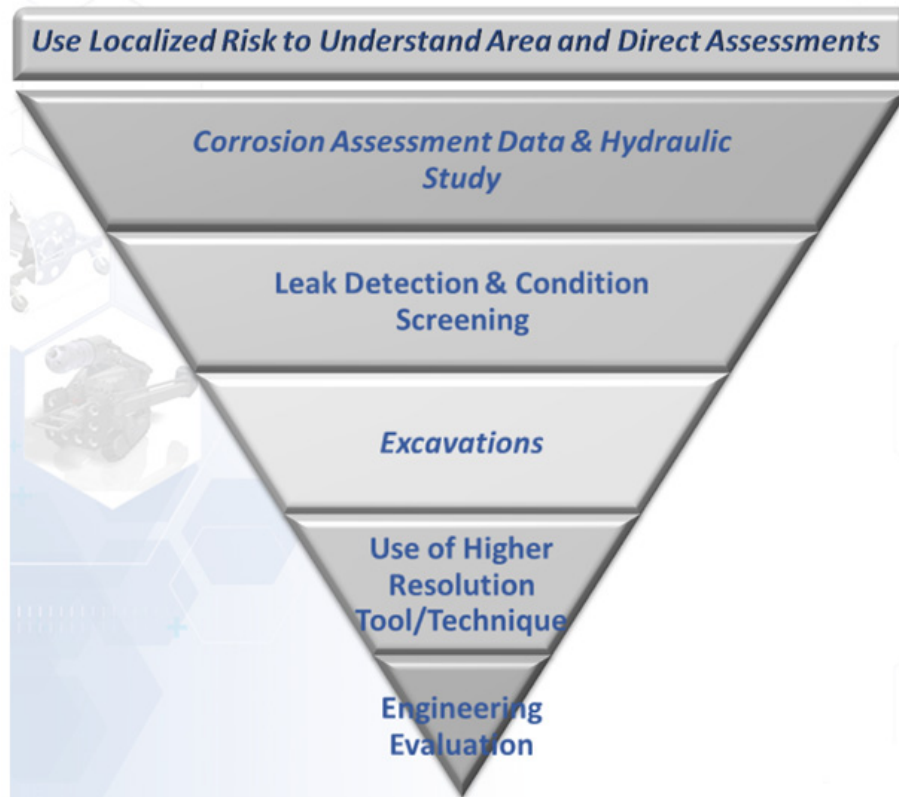 Use Localized Risk to Understand Area and Direct Assessments
Corrosion Assessment Data & Hydraulic
Study
Leak Detection & Condition
Screening
Excavations
Use of Higher
Resolution
Tool/Technique
Engineering
Evaluation